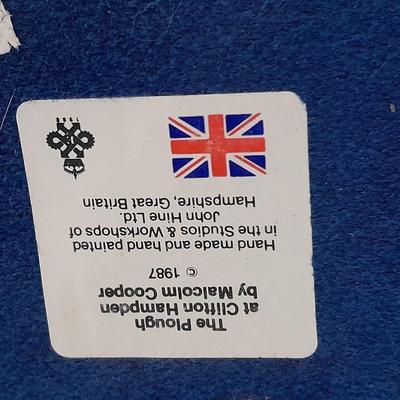 The Plough
at Clifton Hampden
by Malcolm Cooper
© 1987
Hand made and hand painted
in the Studios & Workshops of
John Hine Ltd.
Hampshire, Great Britain